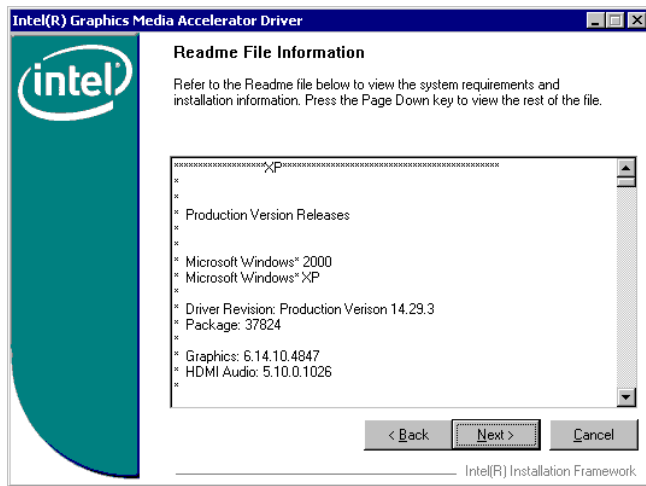 Intel(R) Graphics Media Accelerator Driver
intel
Readme File Information
Refer to the Readme file below to view the system requirements and
installation information. Press the Page Down key to view the rest of the file.
*******************XP*********************************************
*
*
* Production Version Releases
*
*
* Microsoft Windows* 2000
* Microsoft Windows* XP
*
* Driver Revision: Production Verison 14.29.3
* Package: 37824
*
* Graphics: 6.14.10.4847
* HDMI Audio: 5.10.0.1026
*
< Back
Next >
Cancel
Intel(R) Installation Framework